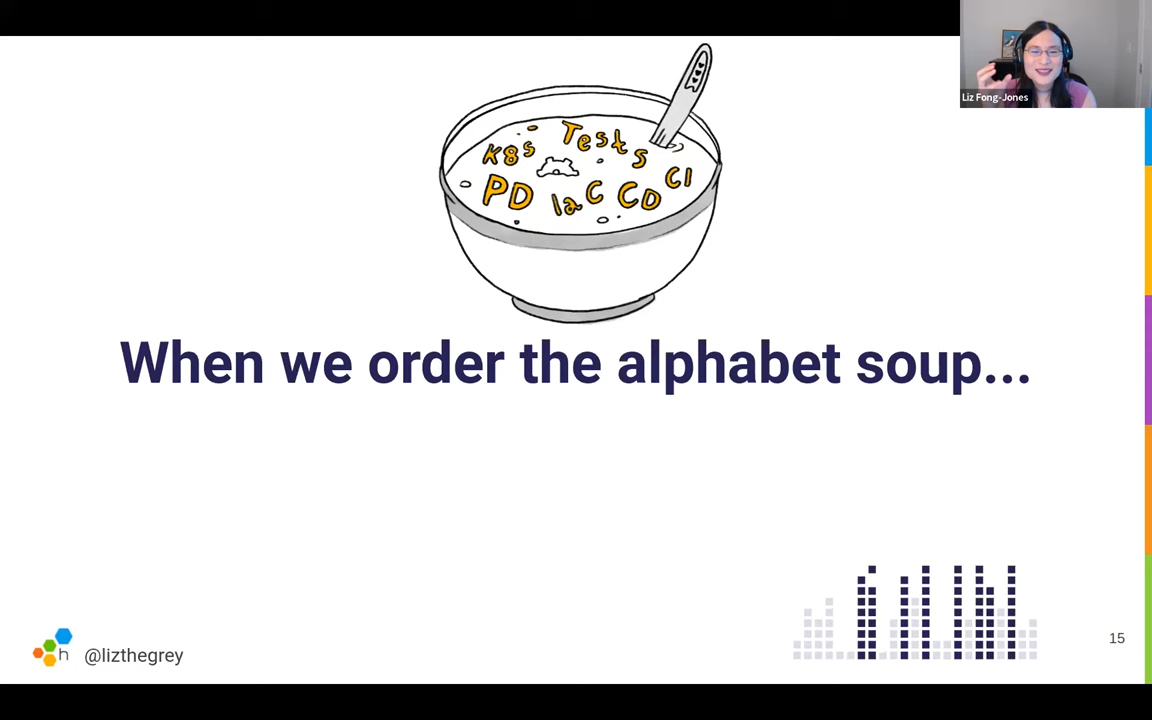 Liz Fong-Jones
K8s Tests
PD IaC CD CI
When we order the alphabet soup...
h @lizthegrey
15